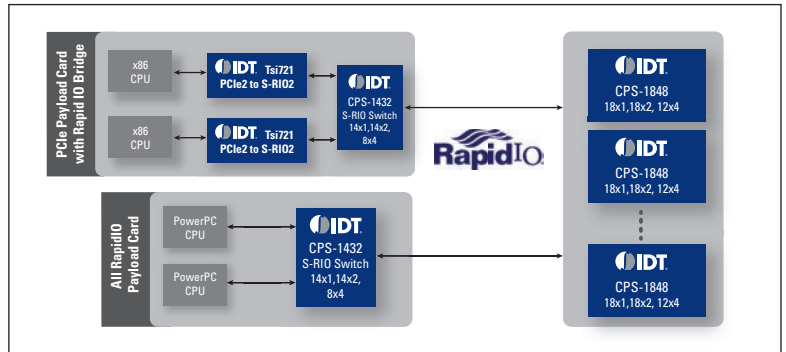 PCIe Payload Card
with Rapid IO Bridge
x86
CPU
IDT. Tsi721
PCIe2 to S-RIO2
x86
CPU
IDT. Tsi721
PCIe2 to S-RIO2
IDT.
CPS-1432
S-RIO Switch
14x1,14x2,
8x4
RapidIO
All RapidIO
Payload Card
PowerPC
CPU
PowerPC
CPU
IDT.
CPS-1432
S-RIO Switch
14x1,14x2,
8x4
IDT.
CPS-1848
18x1,18x2, 12x4
IDT.
CPS-1848
18x1,18x2, 12x4
IDT.
CPS-1848
18x1,18x2, 12x4